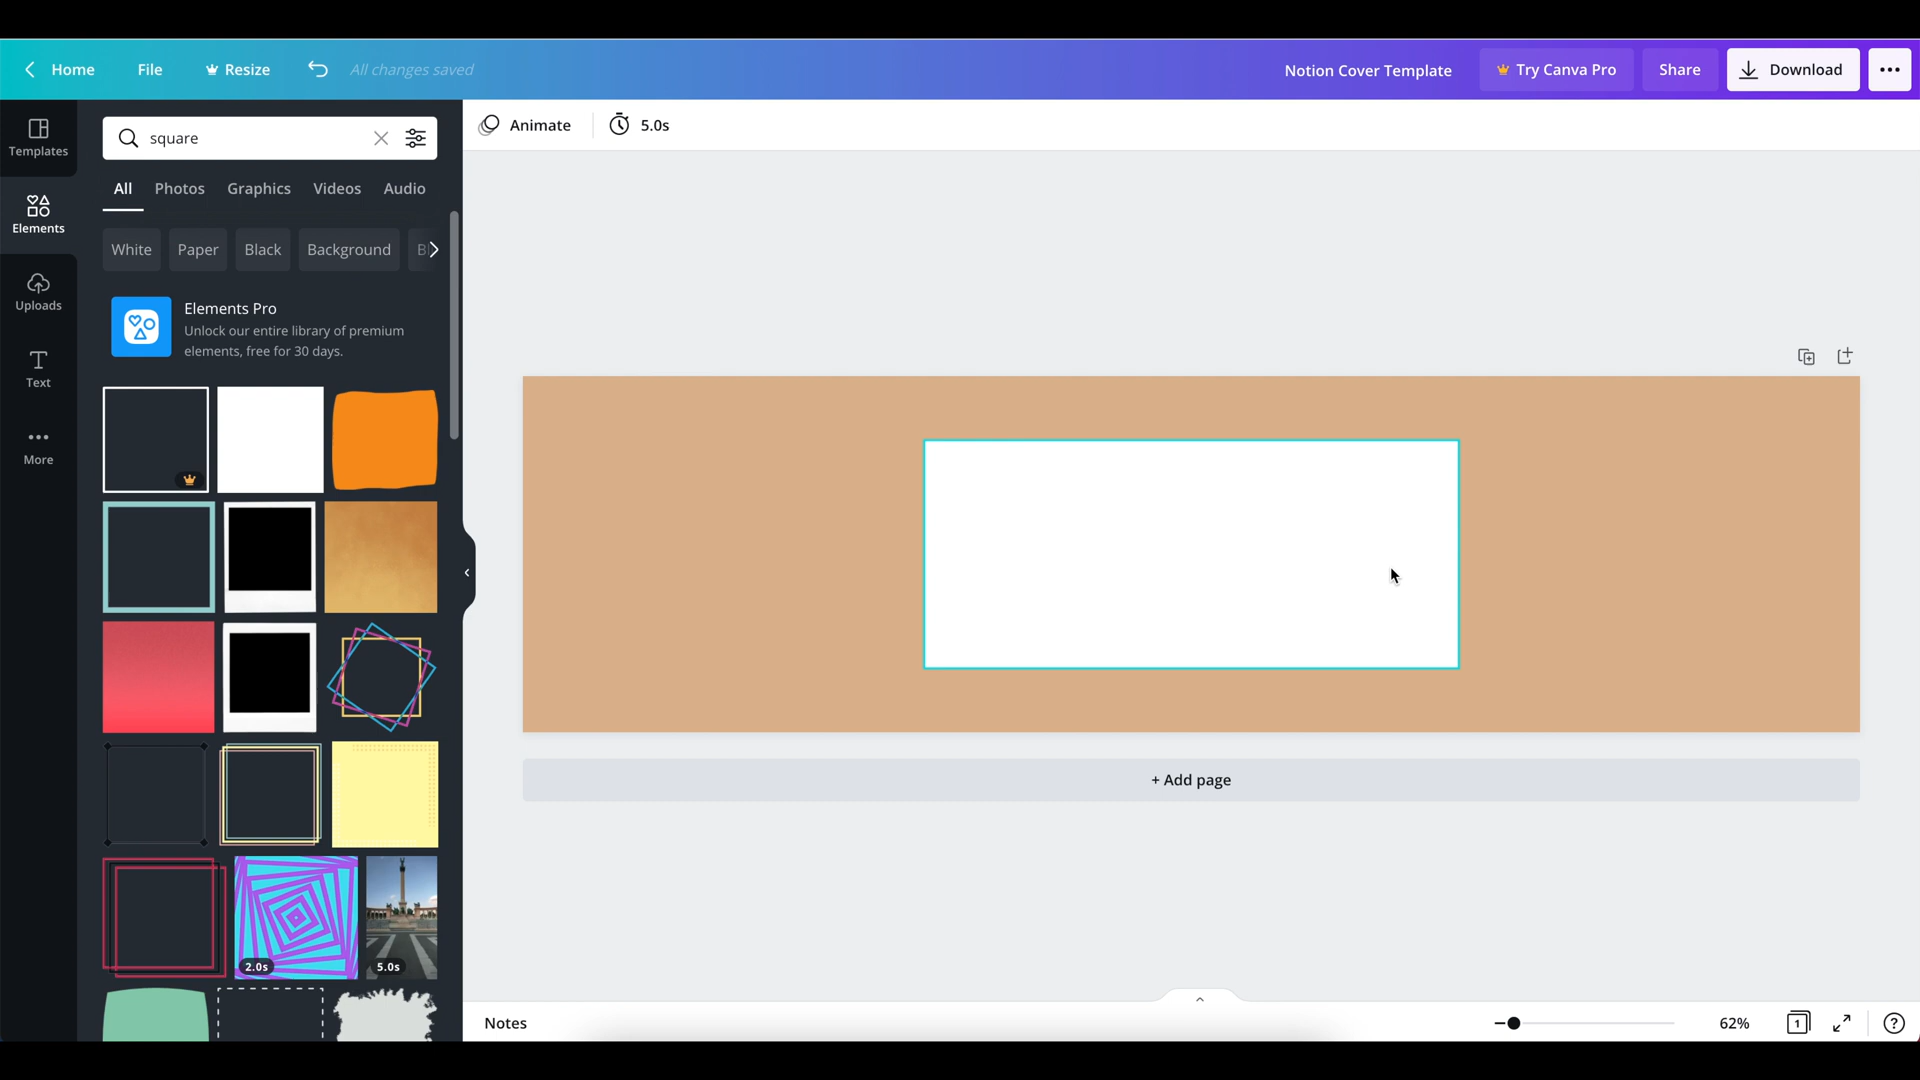 Home
File
Resize
All changes saved
Notion Cover Template
Try Canva Pro
Share
Download
Templates
Elements
Uploads
Text
More
square
All
Photos
Graphics
Videos
Audio
White
Paper
Black
Background
Elements Pro
Unlock our entire library of premium
elements, free for 30 days.
2.0s
5.0s
Animate
5.0s
+ Add page
Notes
62%
1